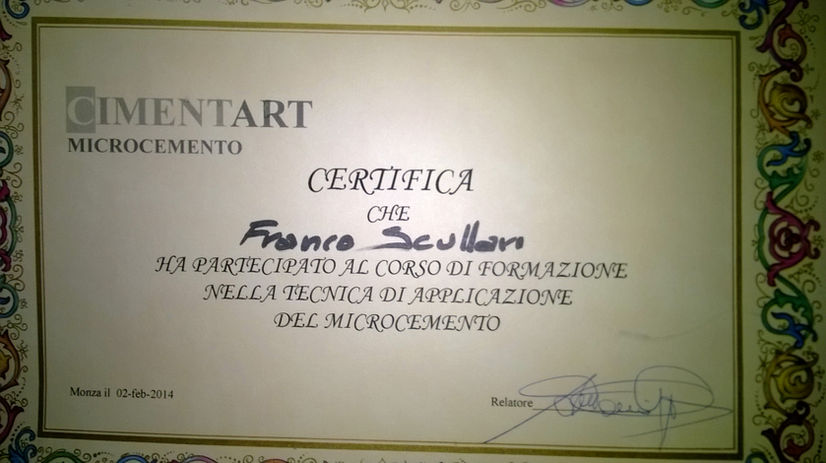 CIMENTART
MICROCEMENTO
CERTIFICA
CHE
Franco Scullari
HA PARTECIPATO AL CORSO DI FORMAZIONE
NELLA TECNICA DI APPLICAZIONE
DEL MICROCEMENTO
Monza il 02-feb-2014
Relatore